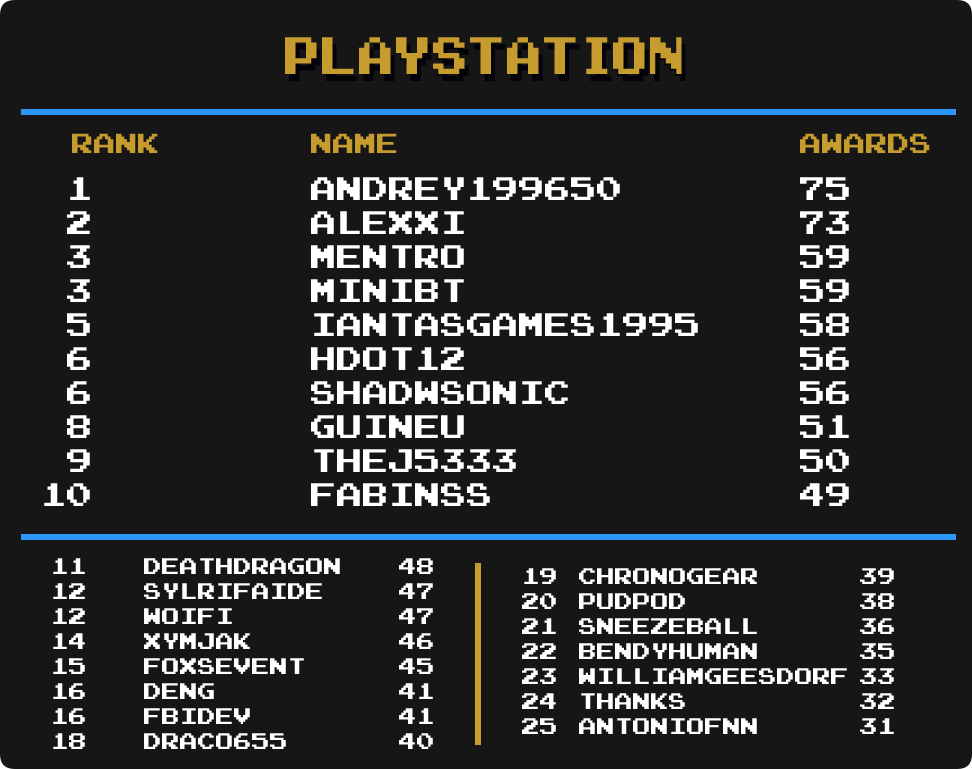 PLAYSTATION
RANK NAME AWARDS
1 ANDREY199650 75
2 ALEXXI 73
3 MENTRO 59
3 MINIBT 59
5 IANTASGAMES1995 58
6 HDOT12 56
6 SHADWSONIC 56
8 GUINEU 51
9 THEJ5333 50
10 FABINSS 49
11 DEATHDRAGON 48
12 SYLRIFAIDE 47
12 WOIFI 47
14 XYMJAK 46
15 FOXSEVENT 45
16 DENG 41
16 FBIDEV 41
18 DRACO655 40
19 CHRONOGEAR 39
20 PUDPOD 38
21 SNEEZEBALL 36
22 BENDYHUMAN 35
23 WILLIAMGEESDORF 33
24 THANKS 32
25 ANTONIOFNN 31